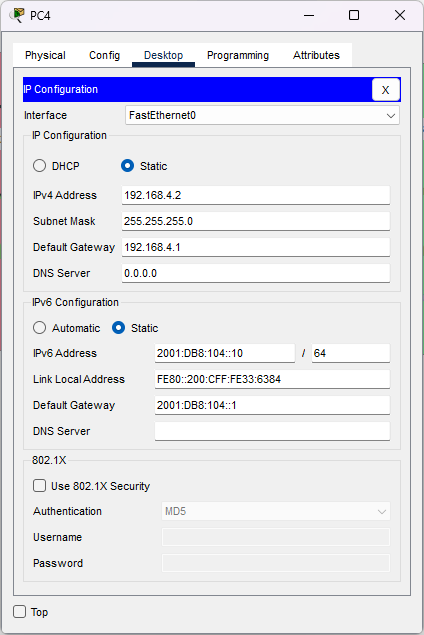 PC4
Physical Config Desktop Programming Attributes
IP Configuration X
Interface FastEthernet0
IP Configuration
DHCP Static
IPv4 Address 192.168.4.2
Subnet Mask 255.255.255.0
Default Gateway 192.168.4.1
DNS Server 0.0.0.0
IPv6 Configuration
Automatic Static
IPv6 Address 2001:DB8:104::10 / 64
Link Local Address FE80::200:CFF:FE33:6384
Default Gateway 2001:DB8:104::1
DNS Server
802.1X
Use 802.1X Security
Authentication MD5
Username
Password
Top